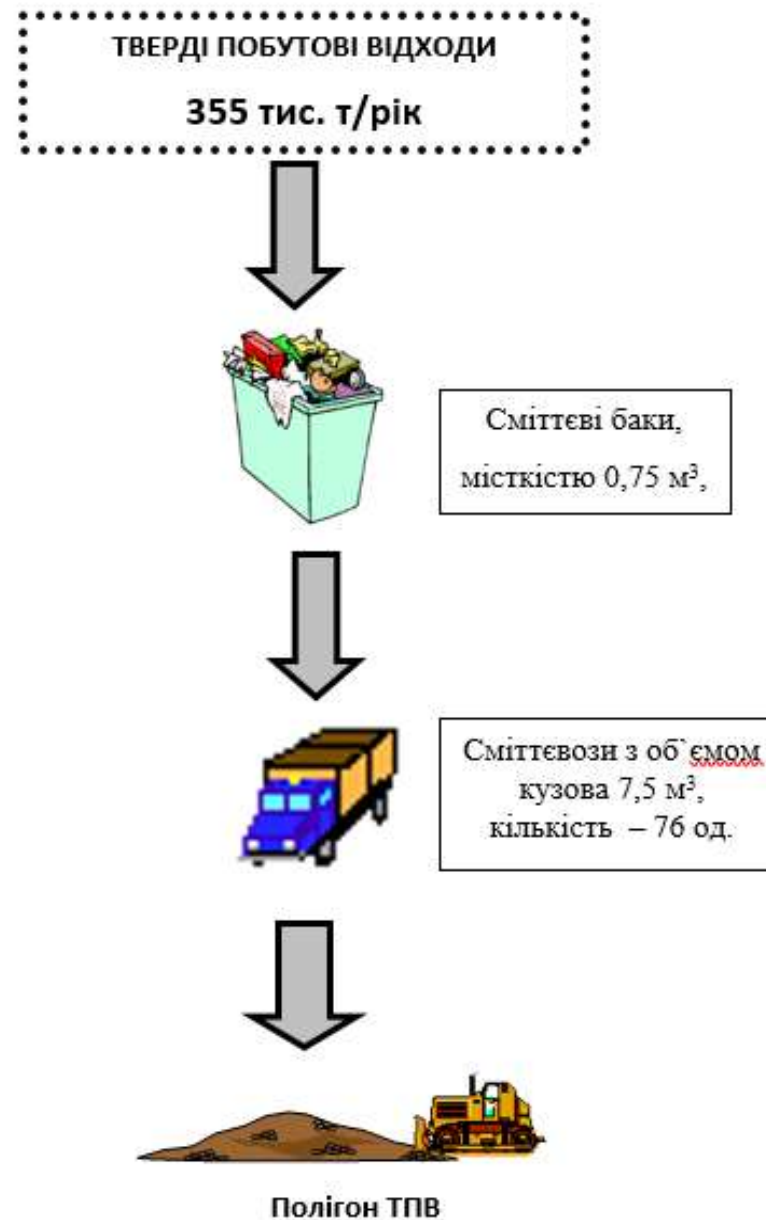 ТВЕРДІ ПОБУТОВІ ВІДХОДИ
355 тис. т/рік
Сміттєві баки,
місткістю 0,75 м³,
Сміттєвози з об`ємом
кузова 7,5 м³,
кількість – 76 од.
Полігон ТПВ